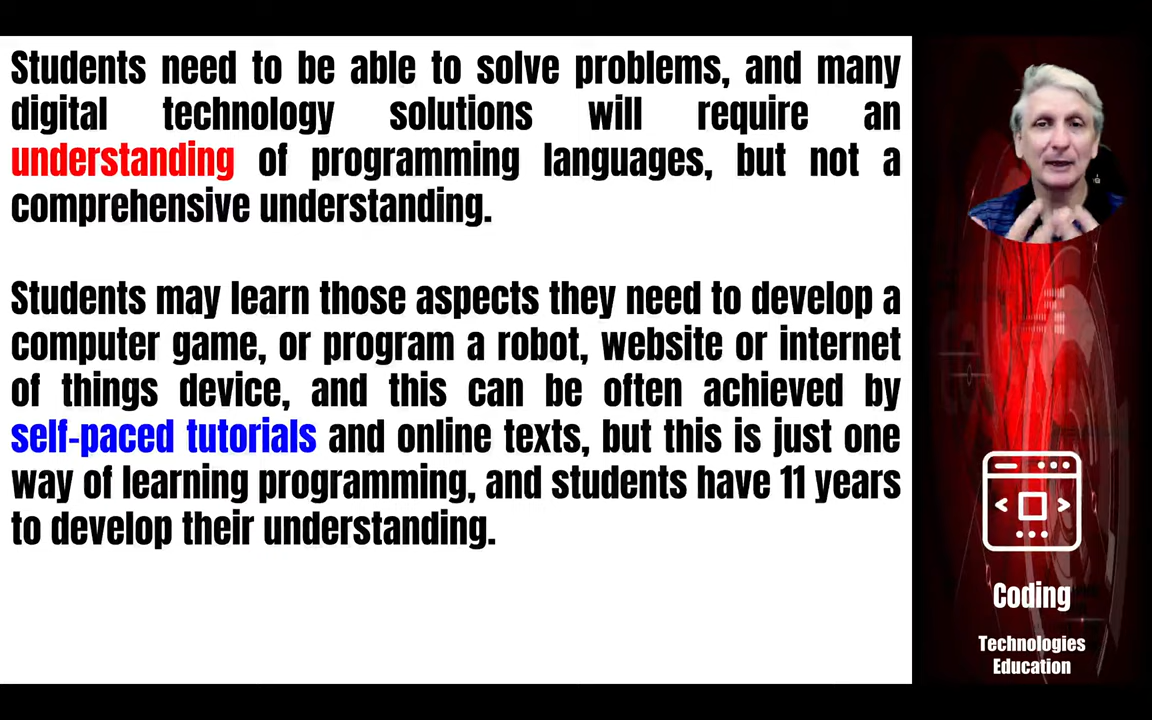 Students need to be able to solve problems, and many
digital technology solutions will require an
understanding of programming languages, but not a
comprehensive understanding.
Students may learn those aspects they need to develop a
computer game, or program a robot, website or internet
of things device, and this can be often achieved by
self-paced tutorials and online texts, but this is just one
way of learning programming, and students have 11 years
to develop their understanding.
Coding
Technologies
Education